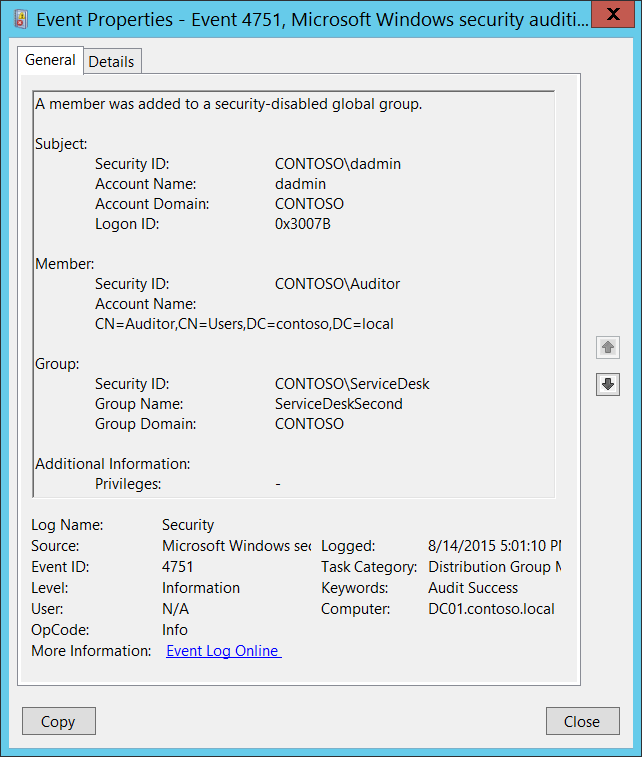 Event Properties - Event 4751, Microsoft Windows security auditi...
X
General Details
A member was added to a security-disabled global group.
Subject:
Security ID: CONTOSO\dadmin
Account Name: dadmin
Account Domain: CONTOSO
Logon ID: 0x3007B
Member:
Security ID: CONTOSO\Auditor
Account Name:
CN=Auditor,CN=Users,DC=contoso,DC=local
Group:
Security ID: CONTOSO\ServiceDesk
Group Name: ServiceDeskSecond
Group Domain: CONTOSO
Additional Information:
Privileges: -
Log Name: Security
Source: Microsoft Windows sec Logged: 8/14/2015 5:01:10 PM
Event ID: 4751 Task Category: Distribution Group M
Level: Information Keywords: Audit Success
User: N/A Computer: DC01.contoso.local
OpCode: Info
More Information: Event Log Online
Copy Close